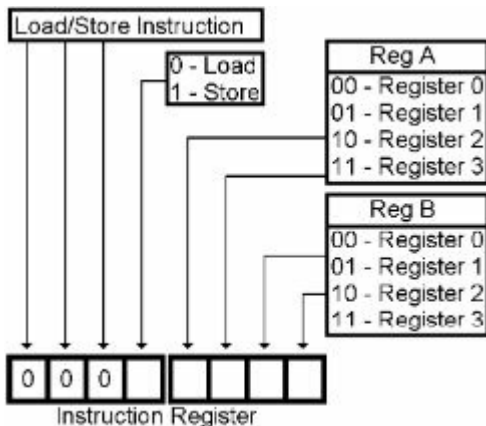 Load/Store Instruction
0 - Load
1 - Store
Reg A
00 - Register 0
01 - Register 1
10 - Register 2
11 - Register 3
Reg B
00 - Register 0
01 - Register 1
10 - Register 2
11 - Register 3
0 0 0
Instruction Register